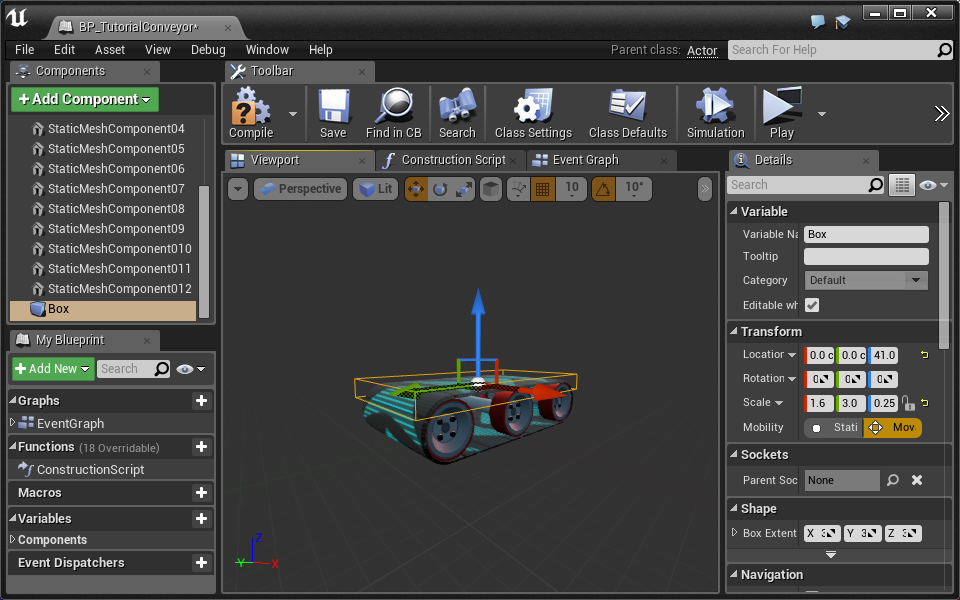 BP_TutorialConveyor*
File Edit Asset View Debug Window Help
Parent class: Actor
Search For Help
Components
Toolbar
+ Add Component
StaticMeshComponent04
StaticMeshComponent05
StaticMeshComponent06
StaticMeshComponent07
StaticMeshComponent08
StaticMeshComponent09
StaticMeshComponent010
StaticMeshComponent011
StaticMeshComponent012
Box
Compile
Save
Find in CB
Search
Class Settings
Class Defaults
Simulation
Play
Viewport
Construction Script
Event Graph
Perspective
Lit
10
10°
Z
Y
X
My Blueprint
+ Add New
Search
Graphs
EventGraph
Functions (18 Overridable)
ConstructionScript
Macros
Variables
Components
Event Dispatchers
Details
Search
Variable
Variable Na
Box
Tooltip
Category
Default
Editable wh
Transform
Location
0.0 c
0.0 c
41.0
Rotation
0
0
0
Scale
1.6
3.0
0.25
Mobility
Stati
Mov
Sockets
Parent Soc
None
Shape
Box Extent
X 3
Y 3
Z 3
Navigation